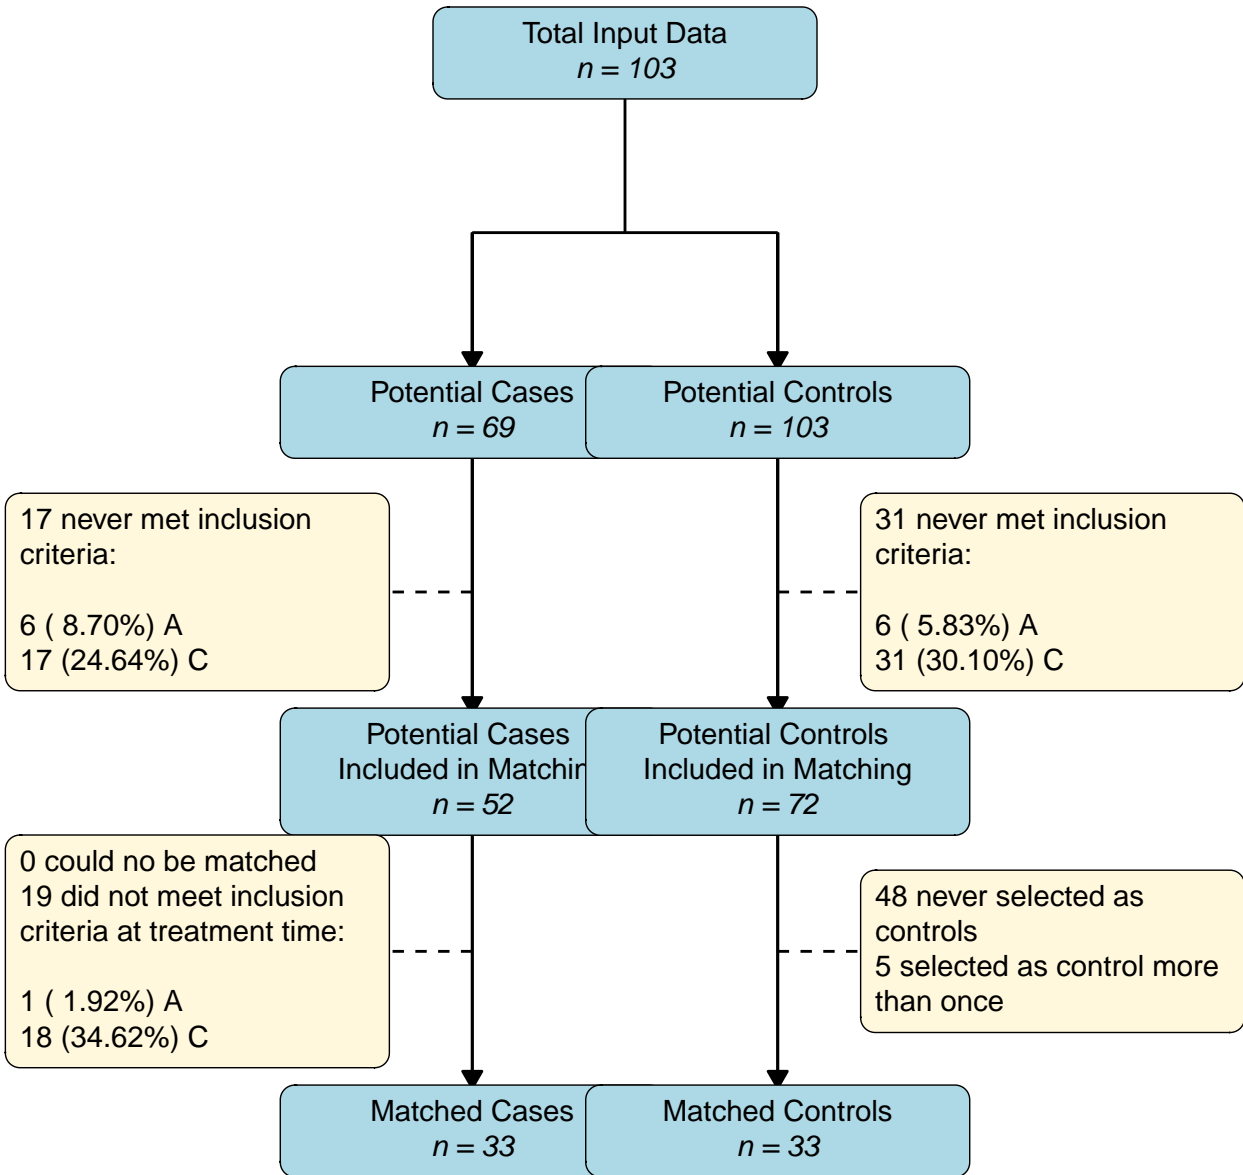 Total Input Data
n = 103
Potential Cases
n = 69
Potential Controls
n = 103
17 never met inclusion
criteria:
6 ( 8.70%) A
17 (24.64%) C
31 never met inclusion
criteria:
6 ( 5.83%) A
31 (30.10%) C
Potential Cases
Included in Matchin
n = 52
Potential Controls
Included in Matching
n = 72
0 could no be matched
19 did not meet inclusion
criteria at treatment time:
1 ( 1.92%) A
18 (34.62%) C
48 never selected as
controls
5 selected as control more
than once
Matched Cases
n = 33
Matched Controls
n = 33